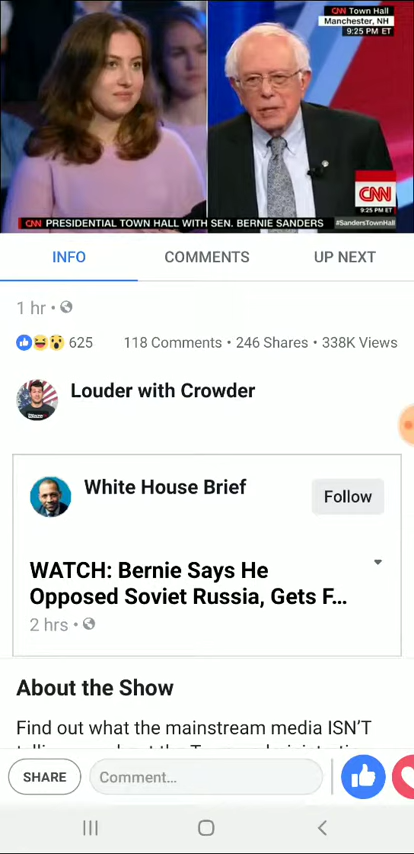 CNN Town Hall
Manchester, NH
9:25 PM ET
CNN
9:25 PM ET
CNN PRESIDENTIAL TOWN HALL WITH SEN. BERNIE SANDERS #SandersTownHall
INFO COMMENTS UP NEXT
1 hr •
625 118 Comments • 246 Shares • 338K Views
Louder with Crowder
White House Brief
Follow
WATCH: Bernie Says He
Opposed Soviet Russia, Gets F...
2 hrs •
About the Show
Find out what the mainstream media ISN'T
SHARE Comment...